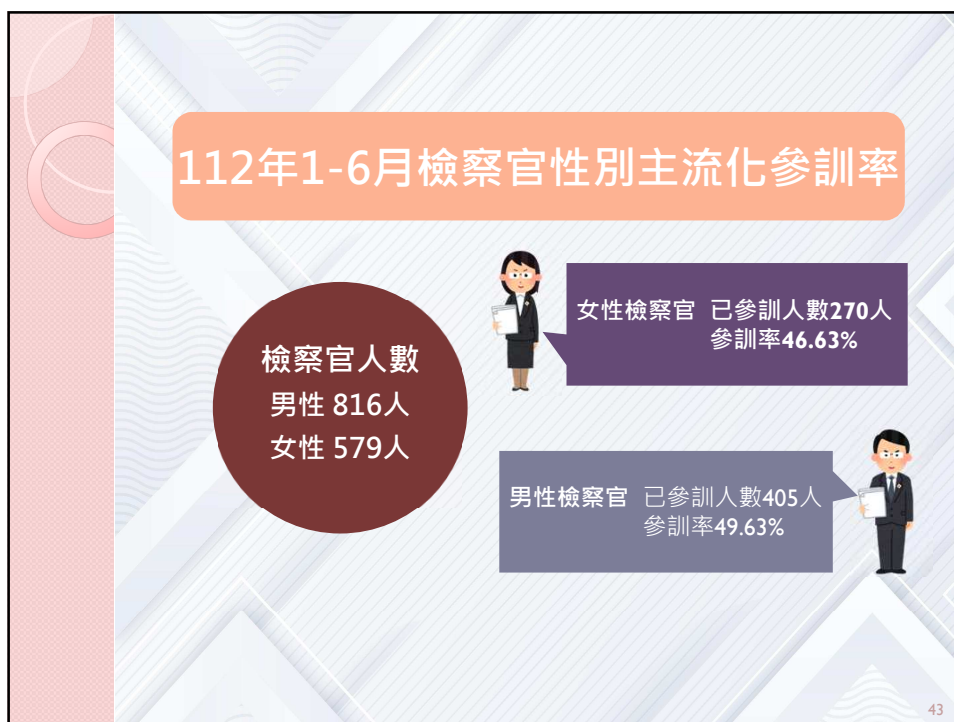 112年1-6月檢察官性別主流化參訓率
檢察官人數
男性 816人
女性 579人
女性檢察官 已參訓人數270人
參訓率46.63%
男性檢察官 已參訓人數405人
參訓率49.63%
43